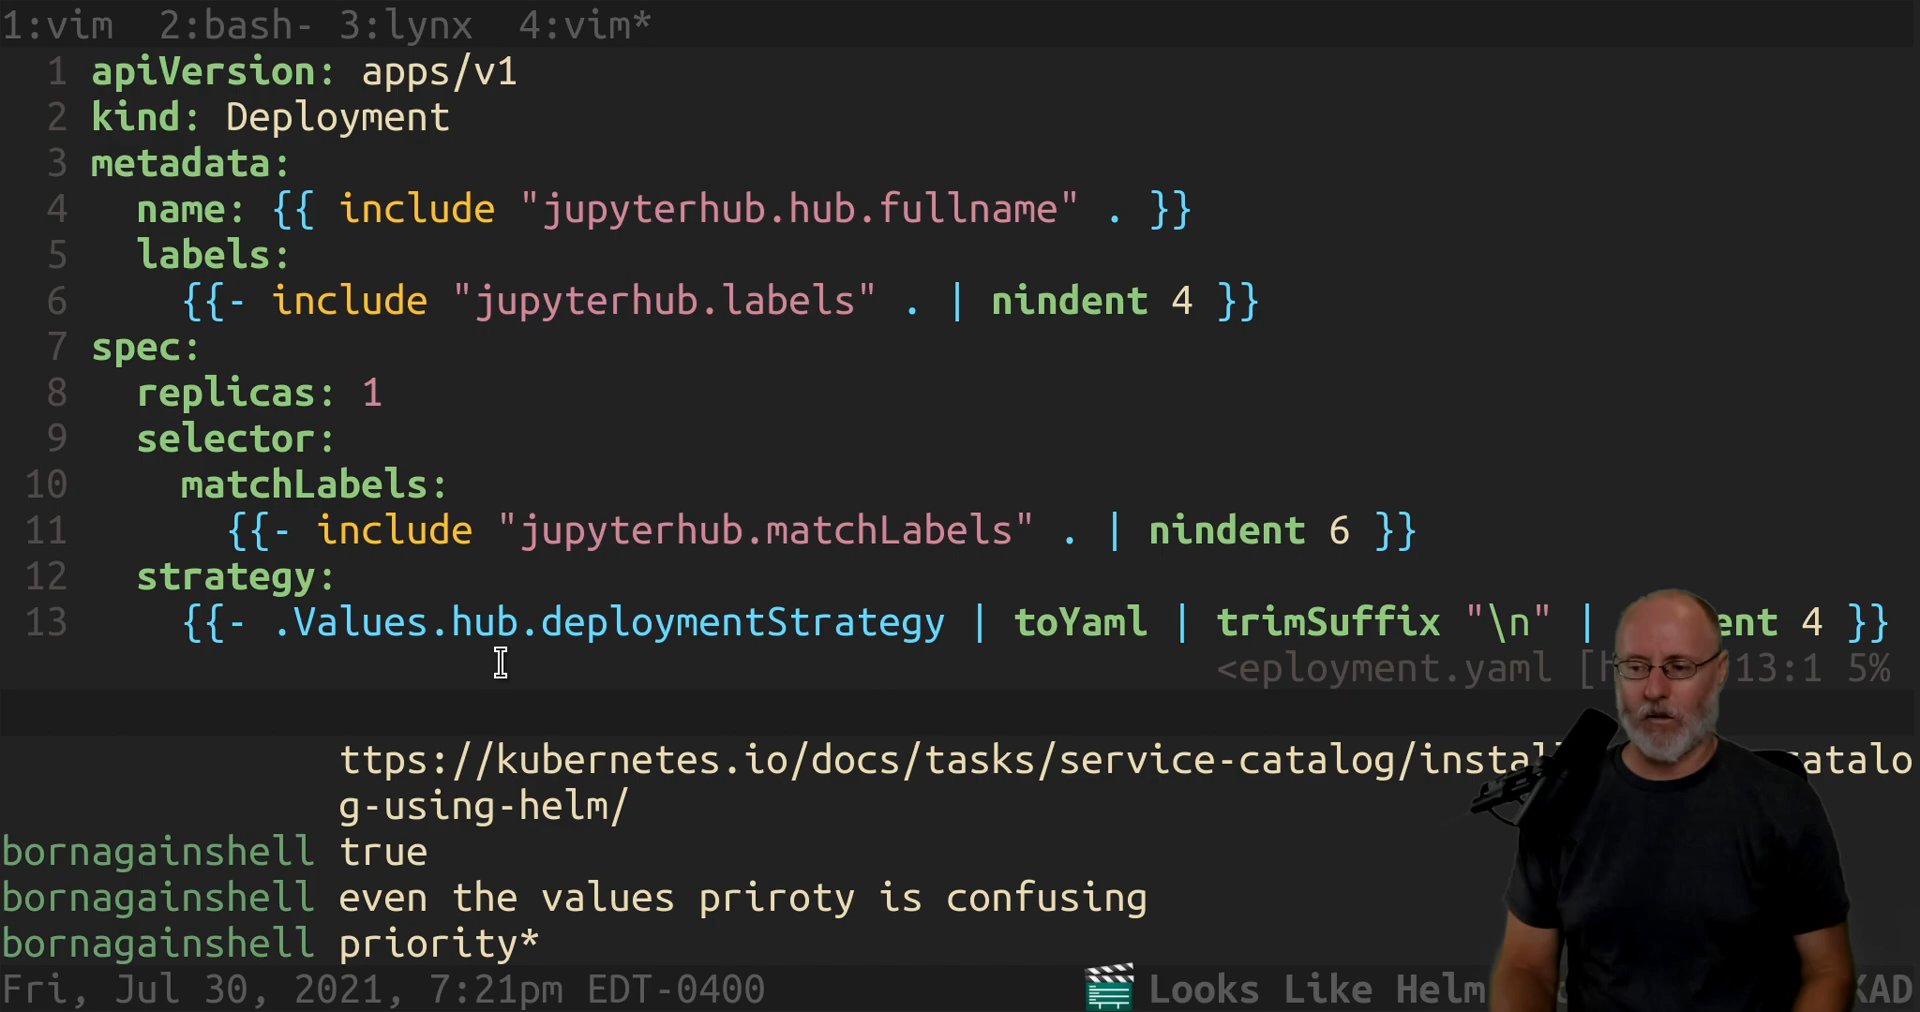 1:vim 2:bash- 3:lynx 4:vim*
1 apiVersion: apps/v1
2 kind: Deployment
3 metadata:
4 name: {{ include "jupyterhub.hub.fullname" . }}
5 labels:
6 {{- include "jupyterhub.labels" . | nindent 4 }}
7 spec:
8 replicas: 1
9 selector:
10 matchLabels:
11 {{- include "jupyterhub.matchLabels" . | nindent 6 }}
12 strategy:
13 {{- .Values.hub.deploymentStrategy | toYaml | trimSuffix "\n" | ent 4 }}
<eployment.yaml [h 13:1 5%
ttps://kubernetes.io/docs/tasks/service-catalog/instal catalo
g-using-helm/
bornagainshell true
bornagainshell even the values priroty is confusing
bornagainshell priority*
Fri, Jul 30, 2021, 7:21pm EDT-0400 Looks Like Helm KAD